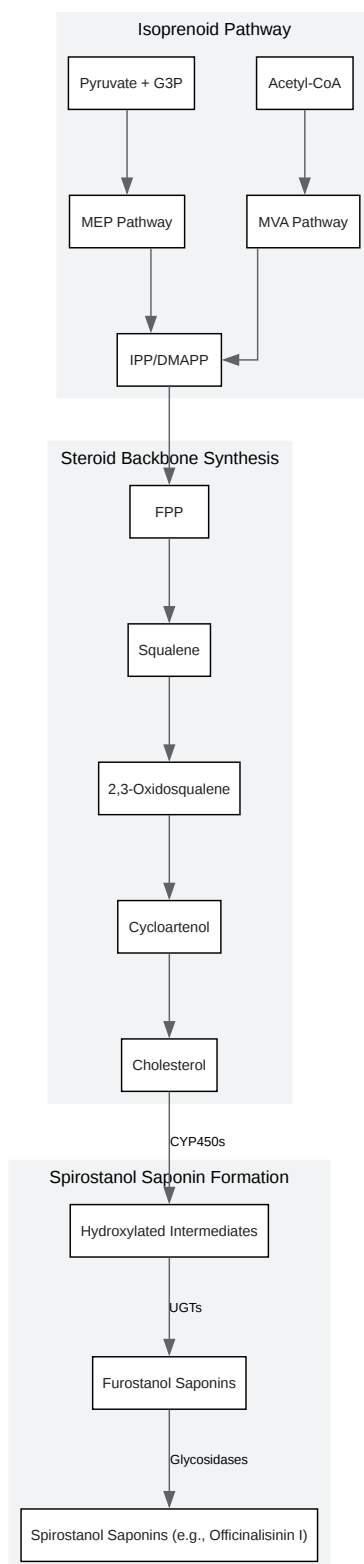 Isoprenoid Pathway
Pyruvate + G3P
Acetyl-CoA
MEP Pathway
MVA Pathway
IPP/DMAPP
Steroid Backbone Synthesis
FPP
Squalene
2,3-Oxidosqualene
Cycloartenol
Cholesterol
CYP450s
Spirostanol Saponin Formation
Hydroxylated Intermediates
UGTs
Furostanol Saponins
Glycosidases
Spirostanol Saponins (e.g., Officinalisinin I)